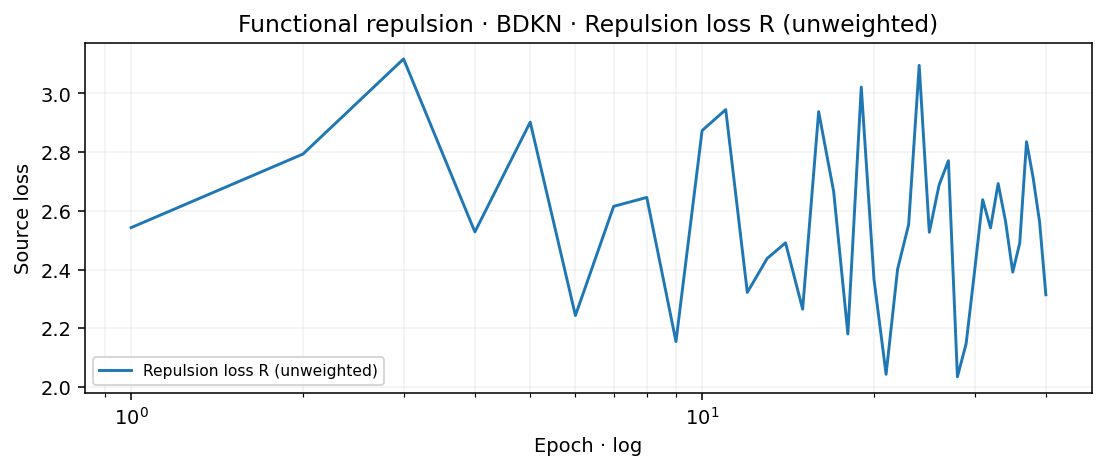 Functional repulsion · BDKN · Repulsion loss R (unweighted)
Source loss
3.0
2.8
2.6
2.4
2.2
2.0
Repulsion loss R (unweighted)
10⁰
10¹
Epoch · log